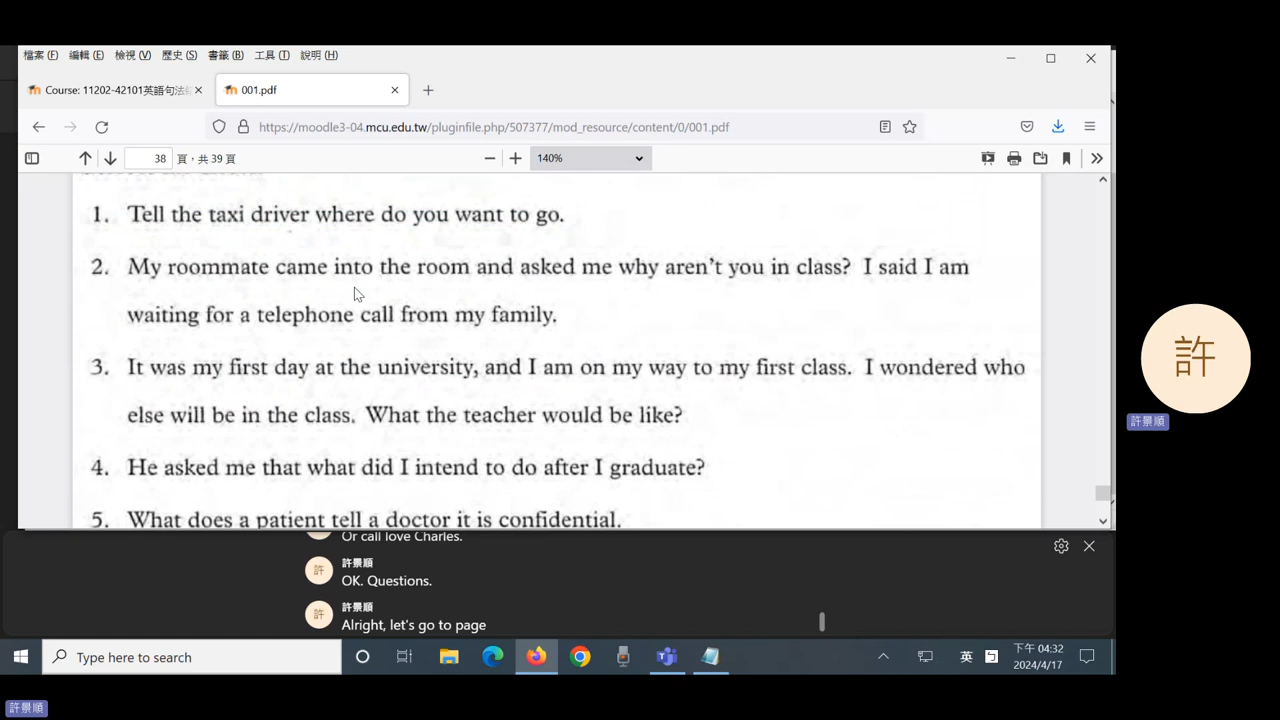 檔案 (F) 編輯 (E) 檢視 (V) 歷史 (S) 書籤 (B) 工具 (T) 說明 (H)
Course: 11202-42101英語句法
001.pdf
https://moodle3-04.mcu.edu.tw/pluginfile.php/507377/mod_resource/content/0/001.pdf
38 頁，共 39 頁
140%
1. Tell the taxi driver where do you want to go.
2. My roommate came into the room and asked me why aren't you in class? I said I am
waiting for a telephone call from my family.
3. It was my first day at the university, and I am on my way to my first class. I wondered who
else will be in the class. What the teacher would be like?
4. He asked me that what did I intend to do after I graduate?
5. What does a patient tell a doctor it is confidential.
許
許景順
Or call love Charles.
許
許景順
OK. Questions.
許
許景順
Alright, let's go to page
Type here to search
英
下午 04:32
2024/4/17
許景順